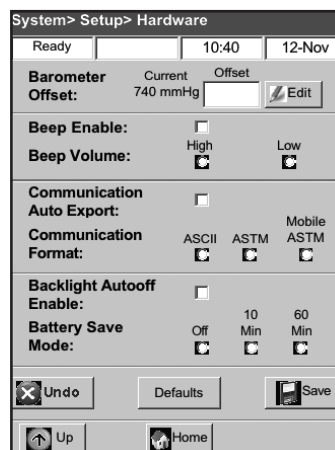 System> Setup> Hardware
Ready 10:40 12-Nov
Barometer Current Offset
Offset: 740 mmHg Edit
Beep Enable:
High Low
Beep Volume:
Communication
Auto Export:
Mobile
Communication ASCII ASTM ASTM
Format:
Backlight Autooff
Enable:
10 60
Battery Save Off Min Min
Mode:
Undo Defaults Save
Up Home